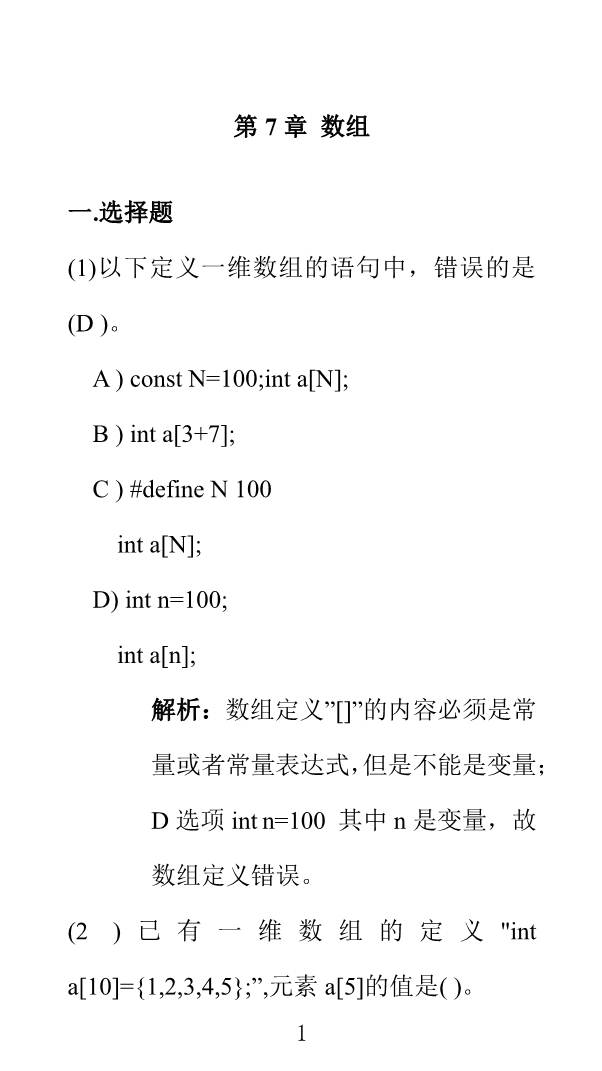 第 7 章 数组
一.选择题
(1)以下定义一维数组的语句中，错误的是
(D )。
A ) const N=100;int a[N];
B ) int a[3+7];
C ) #define N 100
int a[N];
D) int n=100;
int a[n];
解析：数组定义”[]”的内容必须是常
量或者常量表达式,但是不能是变量;
D 选项 int n=100 其中 n 是变量，故
数组定义错误。
(2 ) 已 有 一 维 数 组 的 定 义 "int
a[10]={1,2,3,4,5};”,元素 a[5]的值是( )。
1